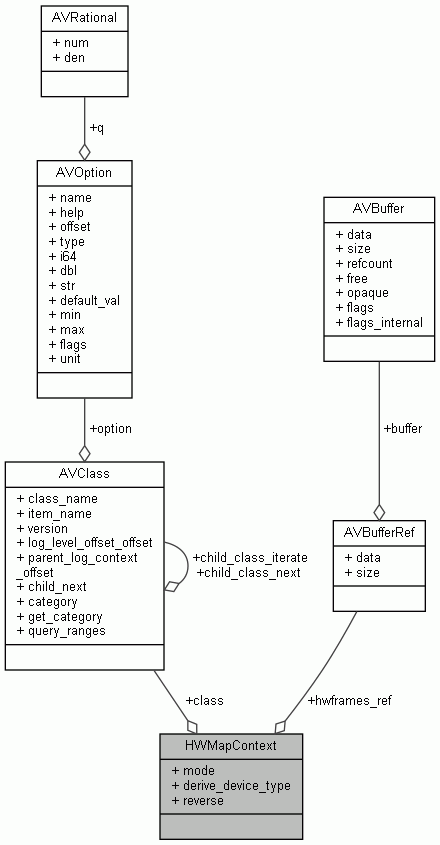 AVRational
+ num
+ den
+q
AVOption
+ name
+ help
+ offset
+ type
+ i64
+ dbl
+ str
+ default_val
+ min
+ max
+ flags
+ unit
AVBuffer
+ data
+ size
+ refcount
+ free
+ opaque
+ flags
+ flags_internal
+option
+buffer
AVClass
+ class_name
+ item_name
+ version
+ log_level_offset_offset
+ parent_log_context
_offset
+ child_next
+ category
+ get_category
+ query_ranges
+child_class_iterate
+child_class_next
AVBufferRef
+ data
+ size
+class
+hwframes_ref
HWMapContext
+ mode
+ derive_device_type
+ reverse